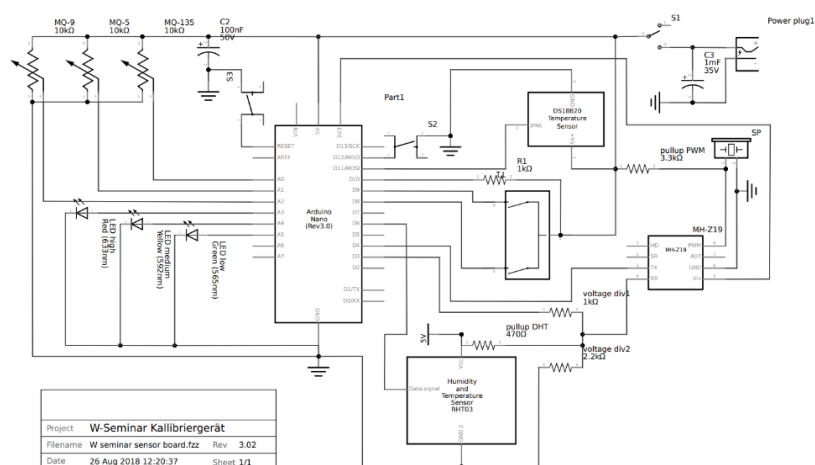 MQ-9
10kΩ
MQ-5
10kΩ
MQ-135
10kΩ
C2
100nF
50V
S3
Part1
S2
S1
Power plug1
C3
1mF
35V
DS18B20
Temperature
Sensor
GND
R1
1kΩ
pullup PWM
3.3kΩ
SP
MH-Z19
MH-Z19
HD
SR
TX
RX
PWM
AOT
GND
Vin
Arduino
Nano
(Rev3.0)
RESET
AREF
A0
A1
A2
A3
A4
A5
A6
A7
D13/SCK
D12/MISO
D11/MOSI
D10
D9
D8
D7
D6
D5
D4
D3
D2
D1/TX
D0/RX
GND
LED high
Red (633nm)
LED medium
Yellow (592nm)
LED low
Green (565nm)
voltage div1
1kΩ
pullup DHT
470Ω
voltage div2
2.2kΩ
5V
Data-signal
Humidity
and
Temperature
Sensor
RHT03
GND 2
Project W-Seminar Kallibriergerät
Filename W seminar sensor board.fzz Rev 3.02
Date 26 Aug 2018 12:20:37 Sheet 1/1